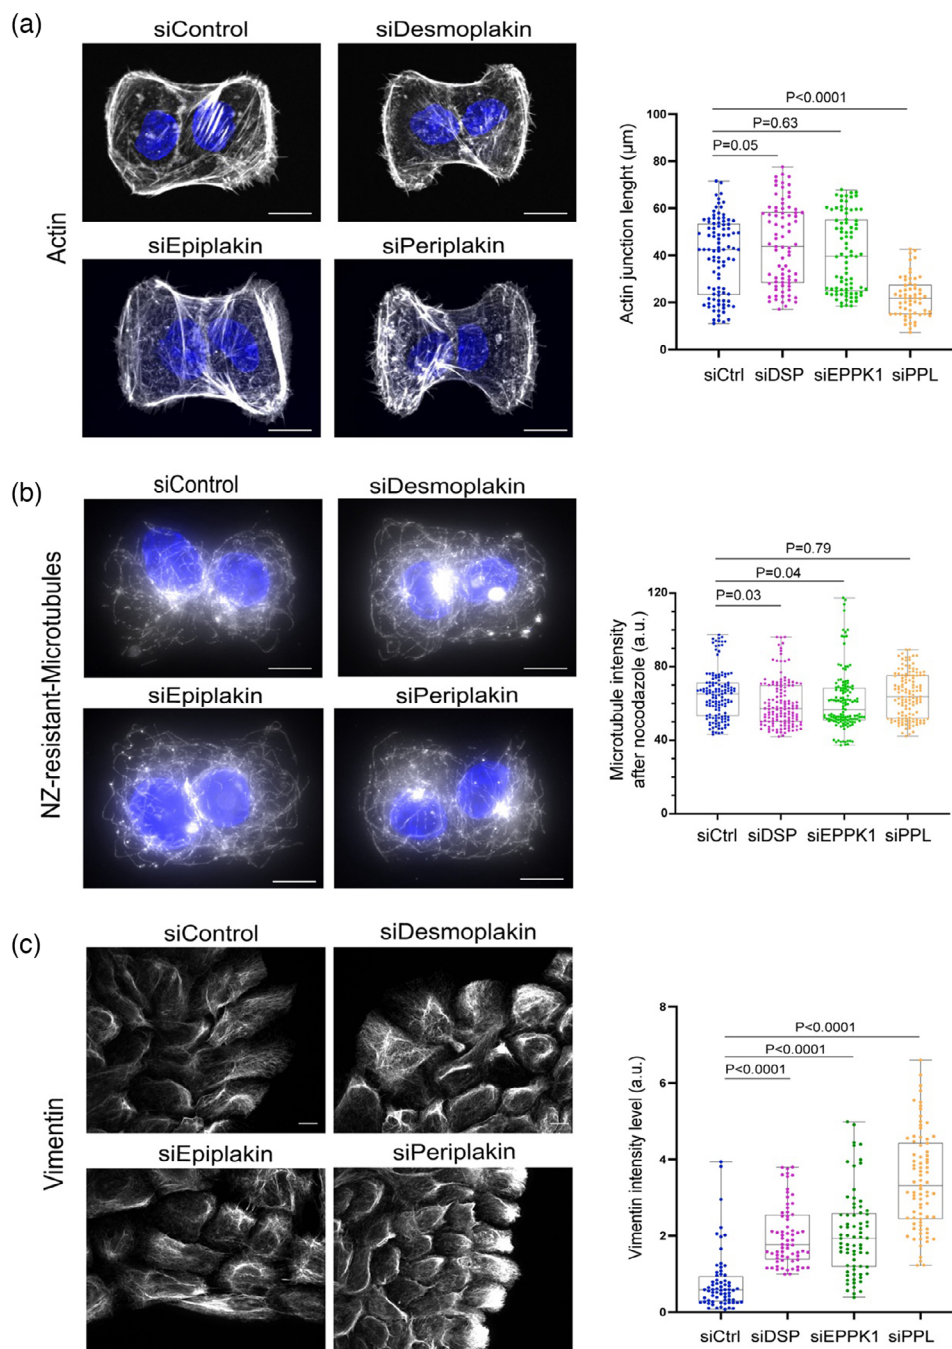 (a)
siControl
siDesmoplakin
siEpiplakin
siPeriplakin
Actin
P<0.0001
P=0.63
P=0.05
Actin junction lenght (µm)
100
80
60
40
20
0
siCtrl siDSP siEPPK1 siPPL
(b)
siControl
siDesmoplakin
siEpiplakin
siPeriplakin
NZ-resistant-Microtubules
P=0.79
P=0.04
P=0.03
Microtubule intensity
after nocodazole (a.u.)
120
80
40
0
siCtrl siDSP siEPPK1 siPPL
(c)
siControl
siDesmoplakin
siEpiplakin
siPeriplakin
Vimentin
P<0.0001
P<0.0001
P<0.0001
Vimentin intensity level (a.u.)
8
6
4
2
0
siCtrl siDSP siEPPK1 siPPL